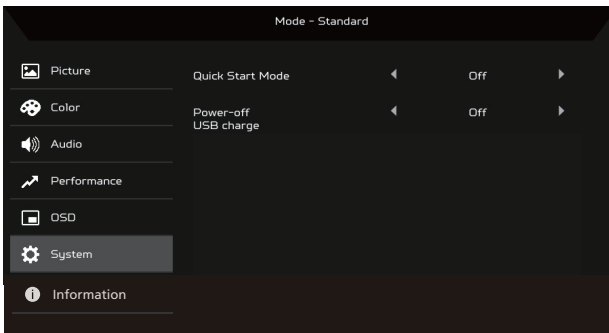 Mode - Standard
Picture
Quick Start Mode Off
Color
Power-off Off
USB charge
Audio
Performance
OSD
System
Information